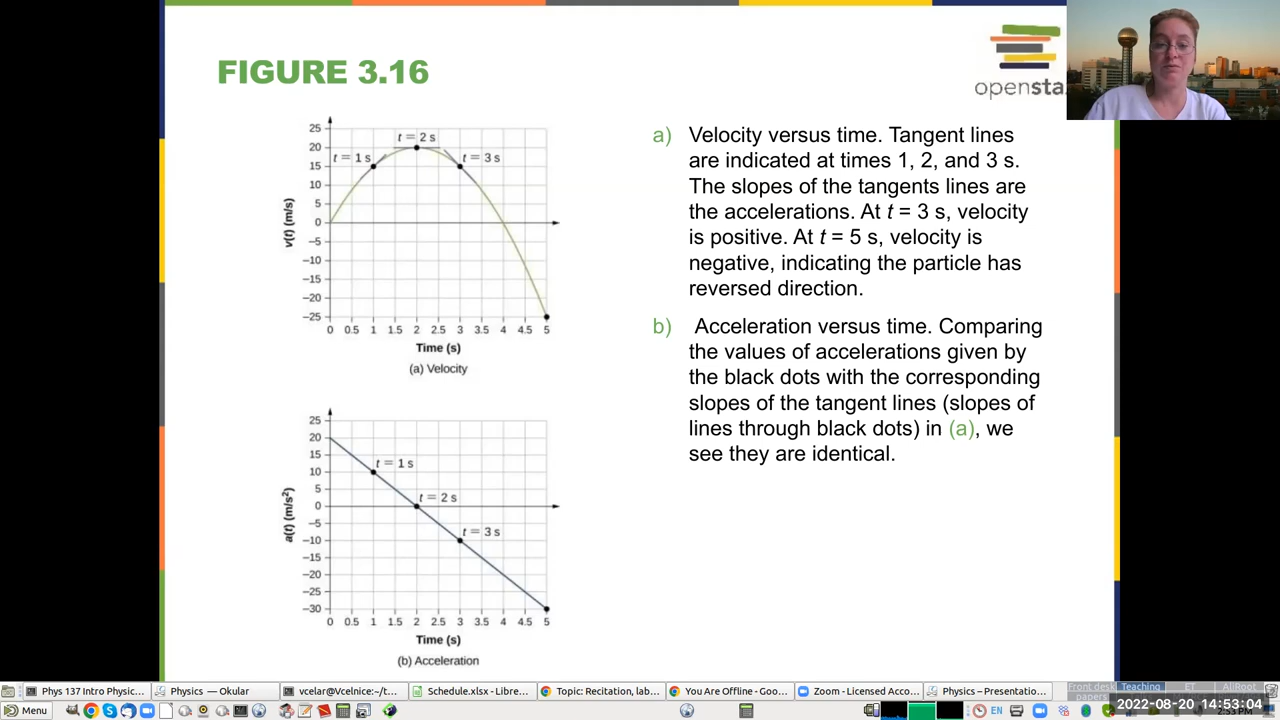 FIGURE 3.16
opensta
25
20
15
10
5
0
−5
−10
−15
−20
−25
v(t) (m/s)
t = 1 s
t = 2 s
t = 3 s
0 0.5 1 1.5 2 2.5 3 3.5 4 4.5 5
Time (s)
(a) Velocity
25
20
15
10
5
0
−5
−10
−15
−20
−25
−30
a(t) (m/s²)
t = 1 s
t = 2 s
t = 3 s
0 0.5 1 1.5 2 2.5 3 3.5 4 4.5 5
Time (s)
(b) Acceleration
a) Velocity versus time. Tangent lines
are indicated at times 1, 2, and 3 s.
The slopes of the tangents lines are
the accelerations. At t = 3 s, velocity
is positive. At t = 5 s, velocity is
negative, indicating the particle has
reversed direction.
b) Acceleration versus time. Comparing
the values of accelerations given by
the black dots with the corresponding
slopes of the tangent lines (slopes of
lines through black dots) in (a), we
see they are identical.
Phys 137 Intro Physic...
Physics — Okular
vcelar@Vcelnice:~/t...
Schedule.xlsx - Libre...
Topic: Recitation, lab...
You Are Offline - Goo...
Zoom - Licensed Acco...
Physics – Presentatio...
Front desk
papers
Teaching
ET
AliRoot
Menu
EN
2022-08-20 14:53:04